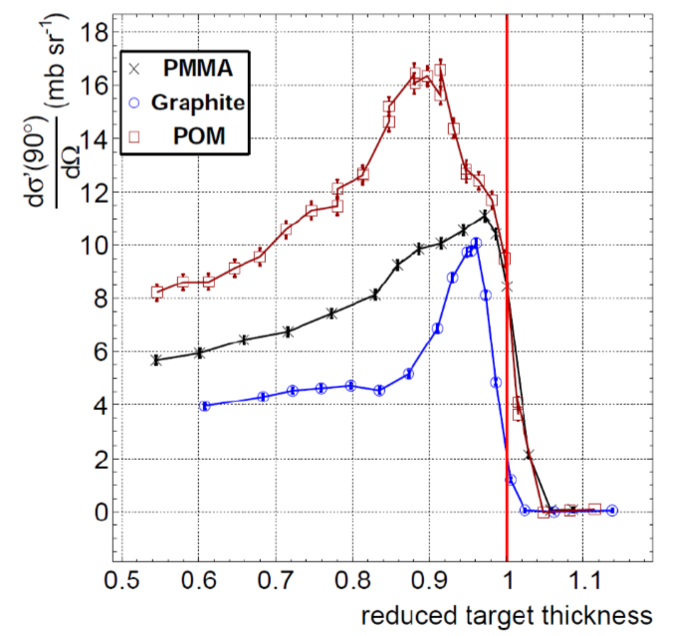 dσ'(90°)
dΩ
(mb sr⁻¹)
18
16
14
12
10
8
6
4
2
0
PMMA
Graphite
POM
0.5 0.6 0.7 0.8 0.9 1 1.1
reduced target thickness